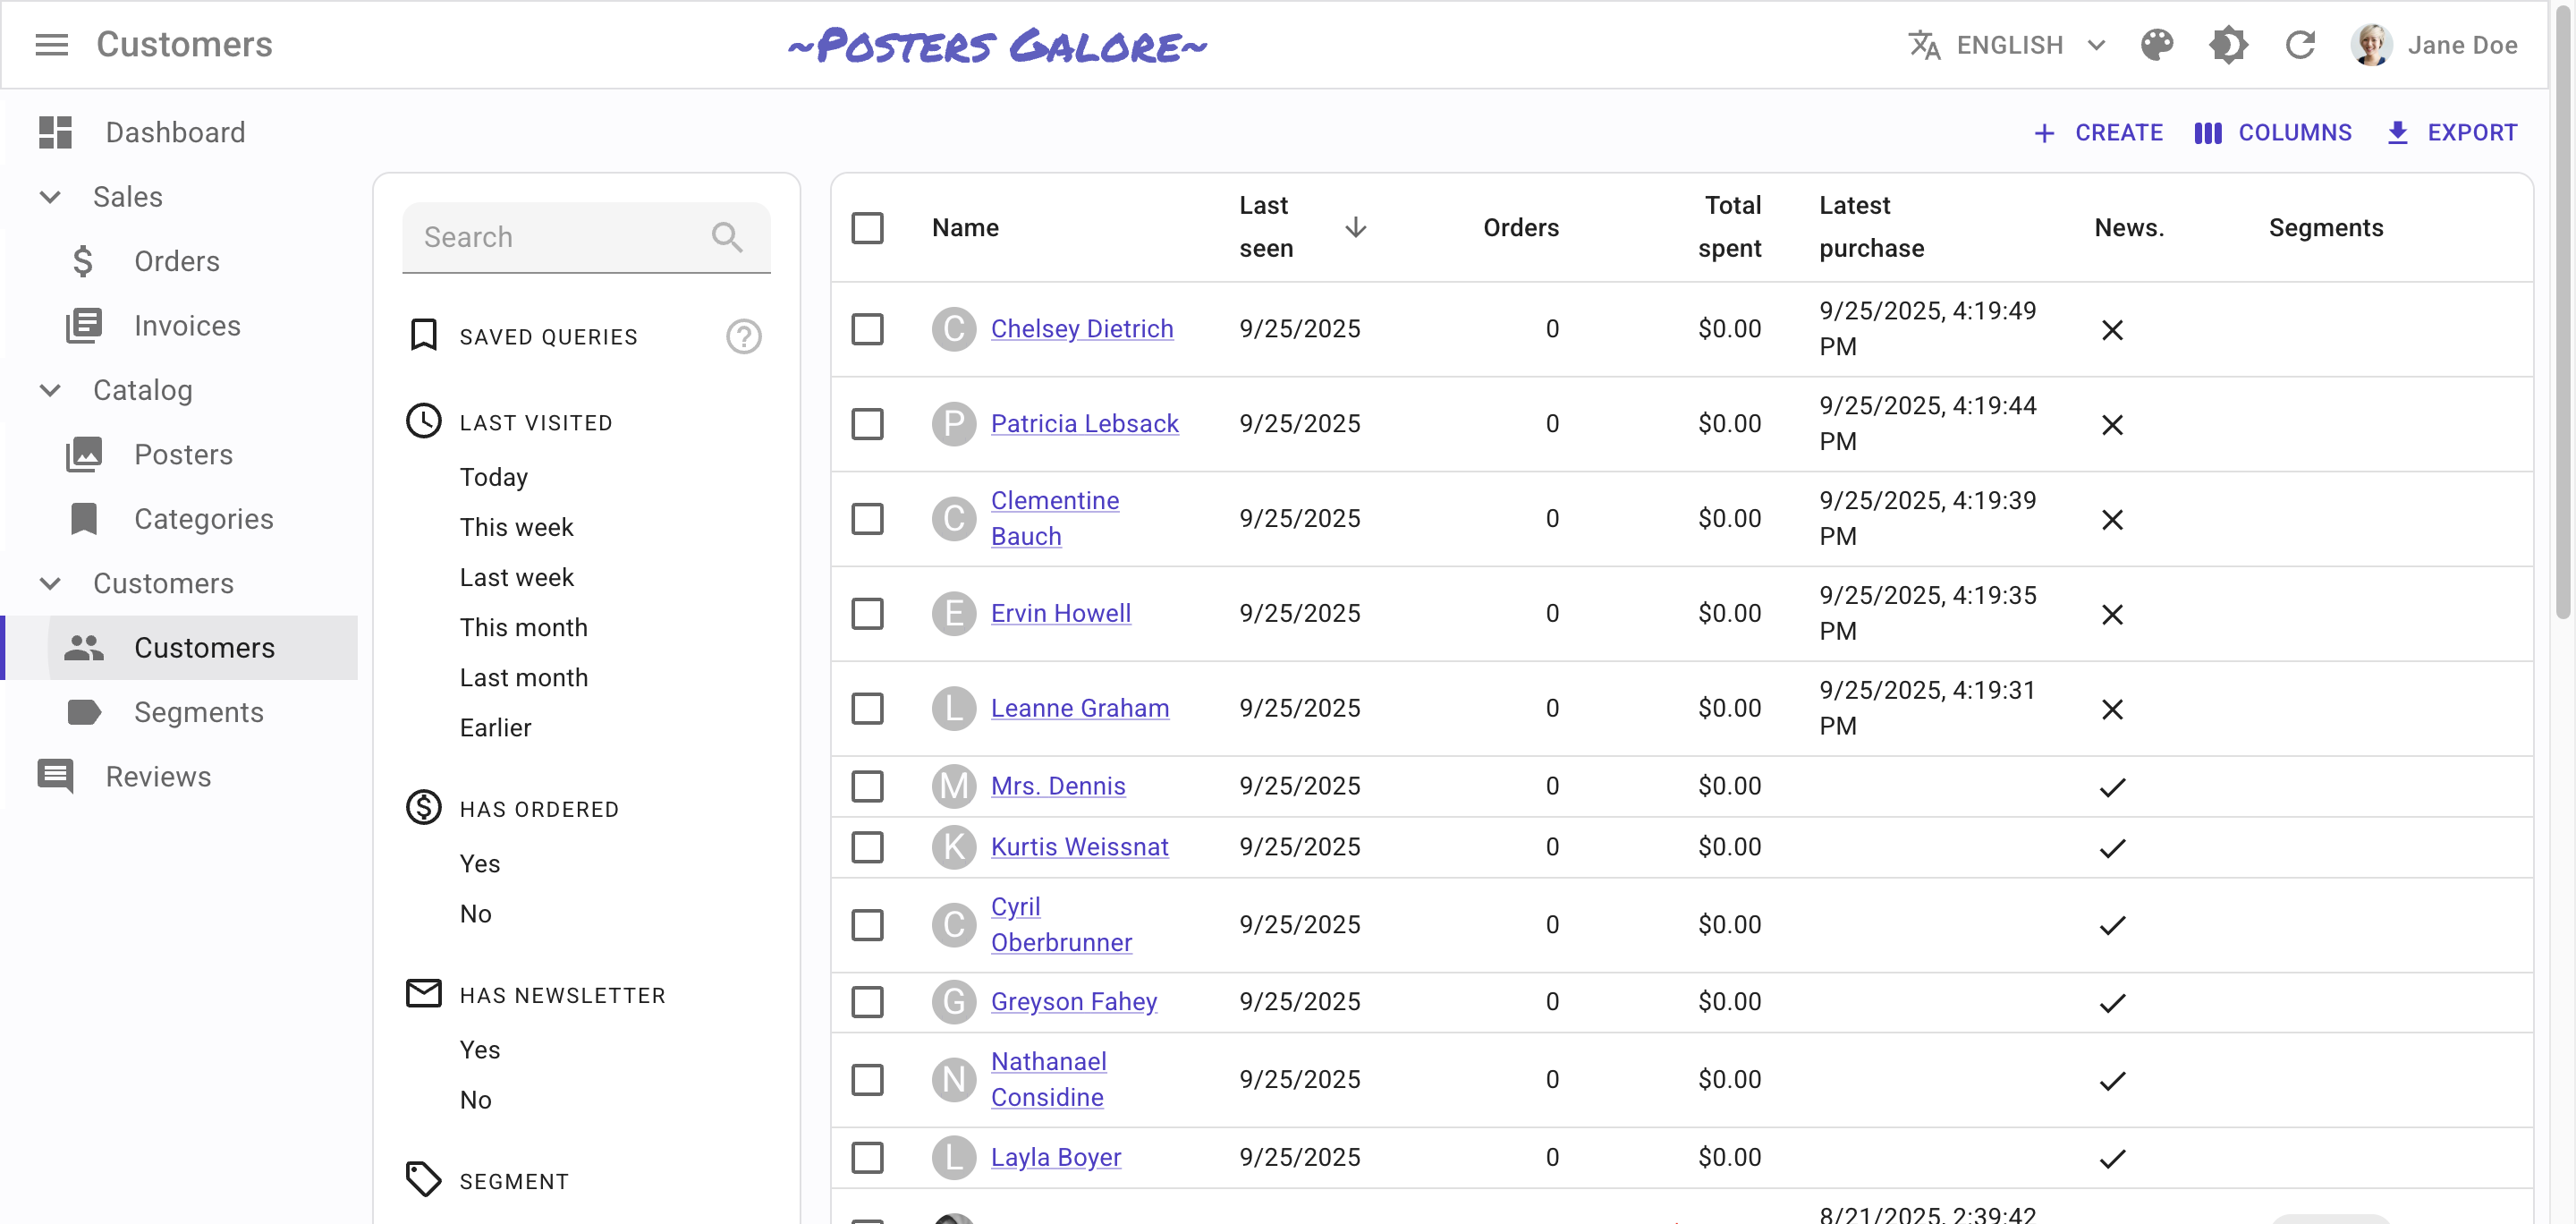 Customers
~Posters Galore~
ENGLISH
Jane Doe
Dashboard
Sales
Orders
Invoices
Catalog
Posters
Categories
Customers
Customers
Segments
Reviews
CREATE
COLUMNS
EXPORT
Search
SAVED QUERIES
LAST VISITED
Today
This week
Last week
This month
Last month
Earlier
HAS ORDERED
Yes
No
HAS NEWSLETTER
Yes
No
SEGMENT
Name Last seen Orders Total spent Latest purchase News. Segments
C Chelsey Dietrich 9/25/2025 0 $0.00 9/25/2025, 4:19:49 PM
P Patricia Lebsack 9/25/2025 0 $0.00 9/25/2025, 4:19:44 PM
C Clementine Bauch 9/25/2025 0 $0.00 9/25/2025, 4:19:39 PM
E Ervin Howell 9/25/2025 0 $0.00 9/25/2025, 4:19:35 PM
L Leanne Graham 9/25/2025 0 $0.00 9/25/2025, 4:19:31 PM
M Mrs. Dennis 9/25/2025 0 $0.00
K Kurtis Weissnat 9/25/2025 0 $0.00
C Cyril Oberbrunner 9/25/2025 0 $0.00
G Greyson Fahey 9/25/2025 0 $0.00
N Nathanael Considine 9/25/2025 0 $0.00
L Layla Boyer 9/25/2025 0 $0.00
8/21/2025, 2:39:42